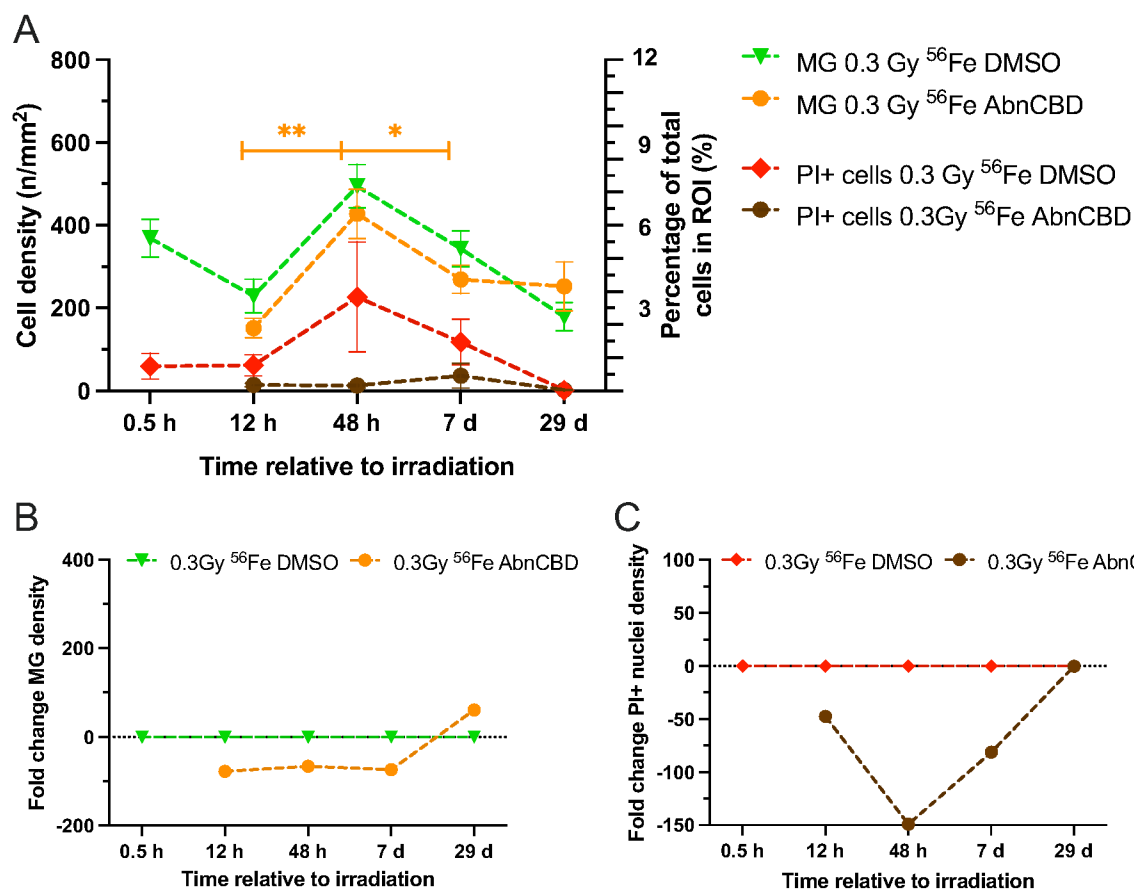 A
800
600
400
200
0
Cell density (n/mm²)
** *
12
9
6
3
Percentage of total
cells in ROI (%)
0.5 h 12 h 48 h 7 d 29 d
Time relative to irradiation
MG 0.3 Gy ⁵⁶Fe DMSO
MG 0.3 Gy ⁵⁶Fe AbnCBD
PI+ cells 0.3 Gy ⁵⁶Fe DMSO
PI+ cells 0.3Gy ⁵⁶Fe AbnCBD
B
0.3Gy ⁵⁶Fe DMSO 0.3Gy ⁵⁶Fe AbnCBD
400
200
0
-200
Fold change MG density
0.5 h 12 h 48 h 7 d 29 d
Time relative to irradiation
C
0.3Gy ⁵⁶Fe DMSO 0.3Gy ⁵⁶Fe AbnC
100
50
0
-50
-100
-150
Fold change PI+ nuclei density
0.5 h 12 h 48 h 7 d 29 d
Time relative to irradiation